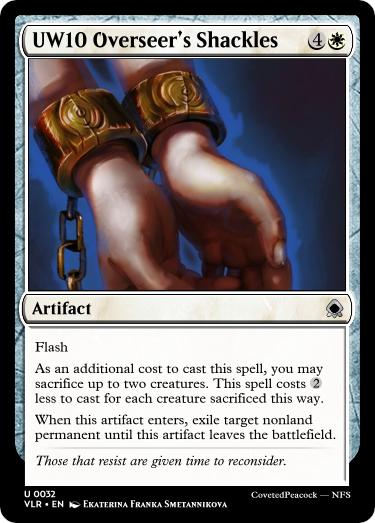 UW10 Overseer's Shackles 4
Artifact
Flash
As an additional cost to cast this spell, you may
sacrifice up to two creatures. This spell costs 2
less to cast for each creature sacrificed this way.
When this artifact enters, exile target nonland
permanent until this artifact leaves the battlefield.
Those that resist are given time to reconsider.
U 0032
VLR • EN Ekaterina Franka Smetannikova
CovetedPeacock — NFS